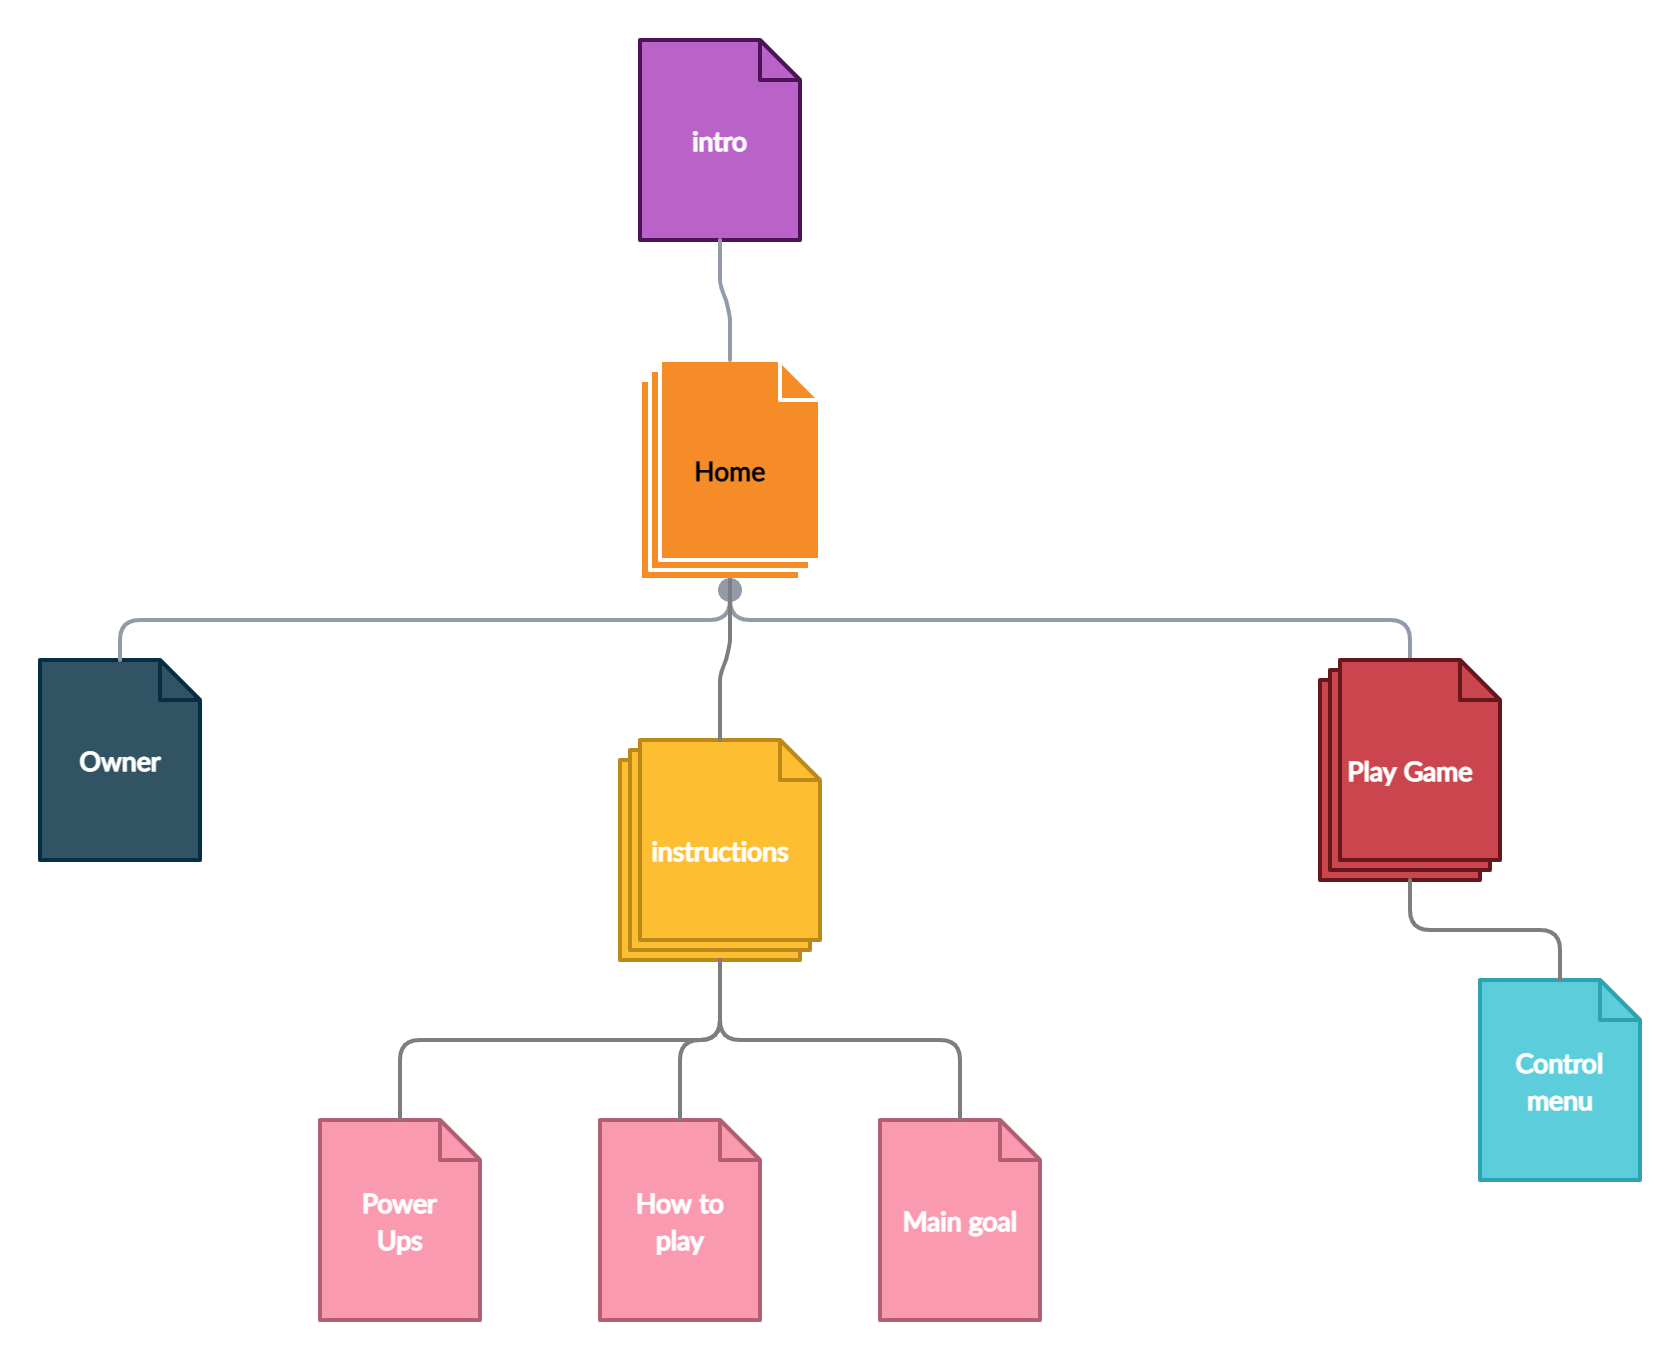 intro
Home
Owner
instructions
Play Game
Control
menu
Power
Ups
How to
play
Main goal